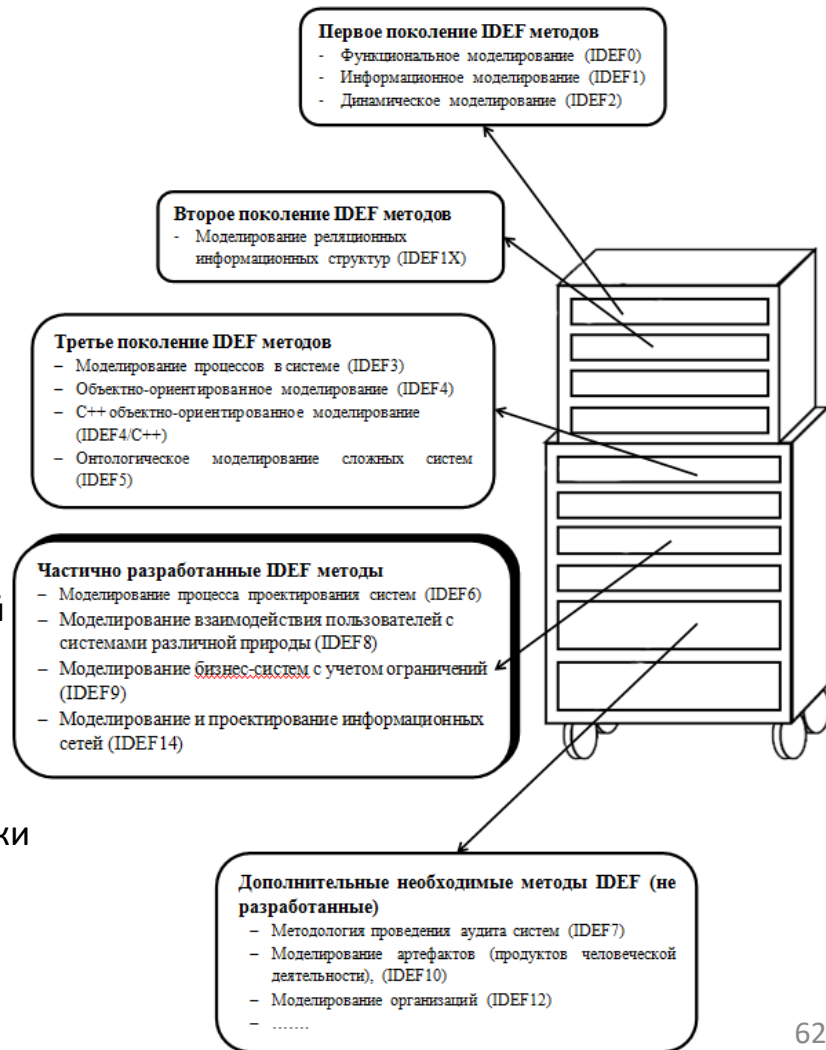 Первое поколение IDEF методов
- Функциональное моделирование (IDEF0)
- Информационное моделирование (IDEF1)
- Динамическое моделирование (IDEF2)
Второе поколение IDEF методов
- Моделирование реляционных
информационных структур (IDEF1X)
Третье поколение IDEF методов
– Моделирование процессов в системе (IDEF3)
– Объектно-ориентированное моделирование (IDEF4)
– C++ объектно-ориентированное моделирование
(IDEF4/C++)
– Онтологическое моделирование сложных систем
(IDEF5)
Частично разработанные IDEF методы
– Моделирование процесса проектирования систем (IDEF6)
– Моделирование взаимодействия пользователей с
системами различной природы (IDEF8)
– Моделирование бизнес-систем с учетом ограничений
(IDEF9)
– Моделирование и проектирование информационных
сетей (IDEF14)
й
ки
Дополнительные необходимые методы IDEF (не
разработанные)
– Методология проведения аудита систем (IDEF7)
– Моделирование артефактов (продуктов человеческой
деятельности), (IDEF10)
– Моделирование организаций (IDEF12)
– .......
62